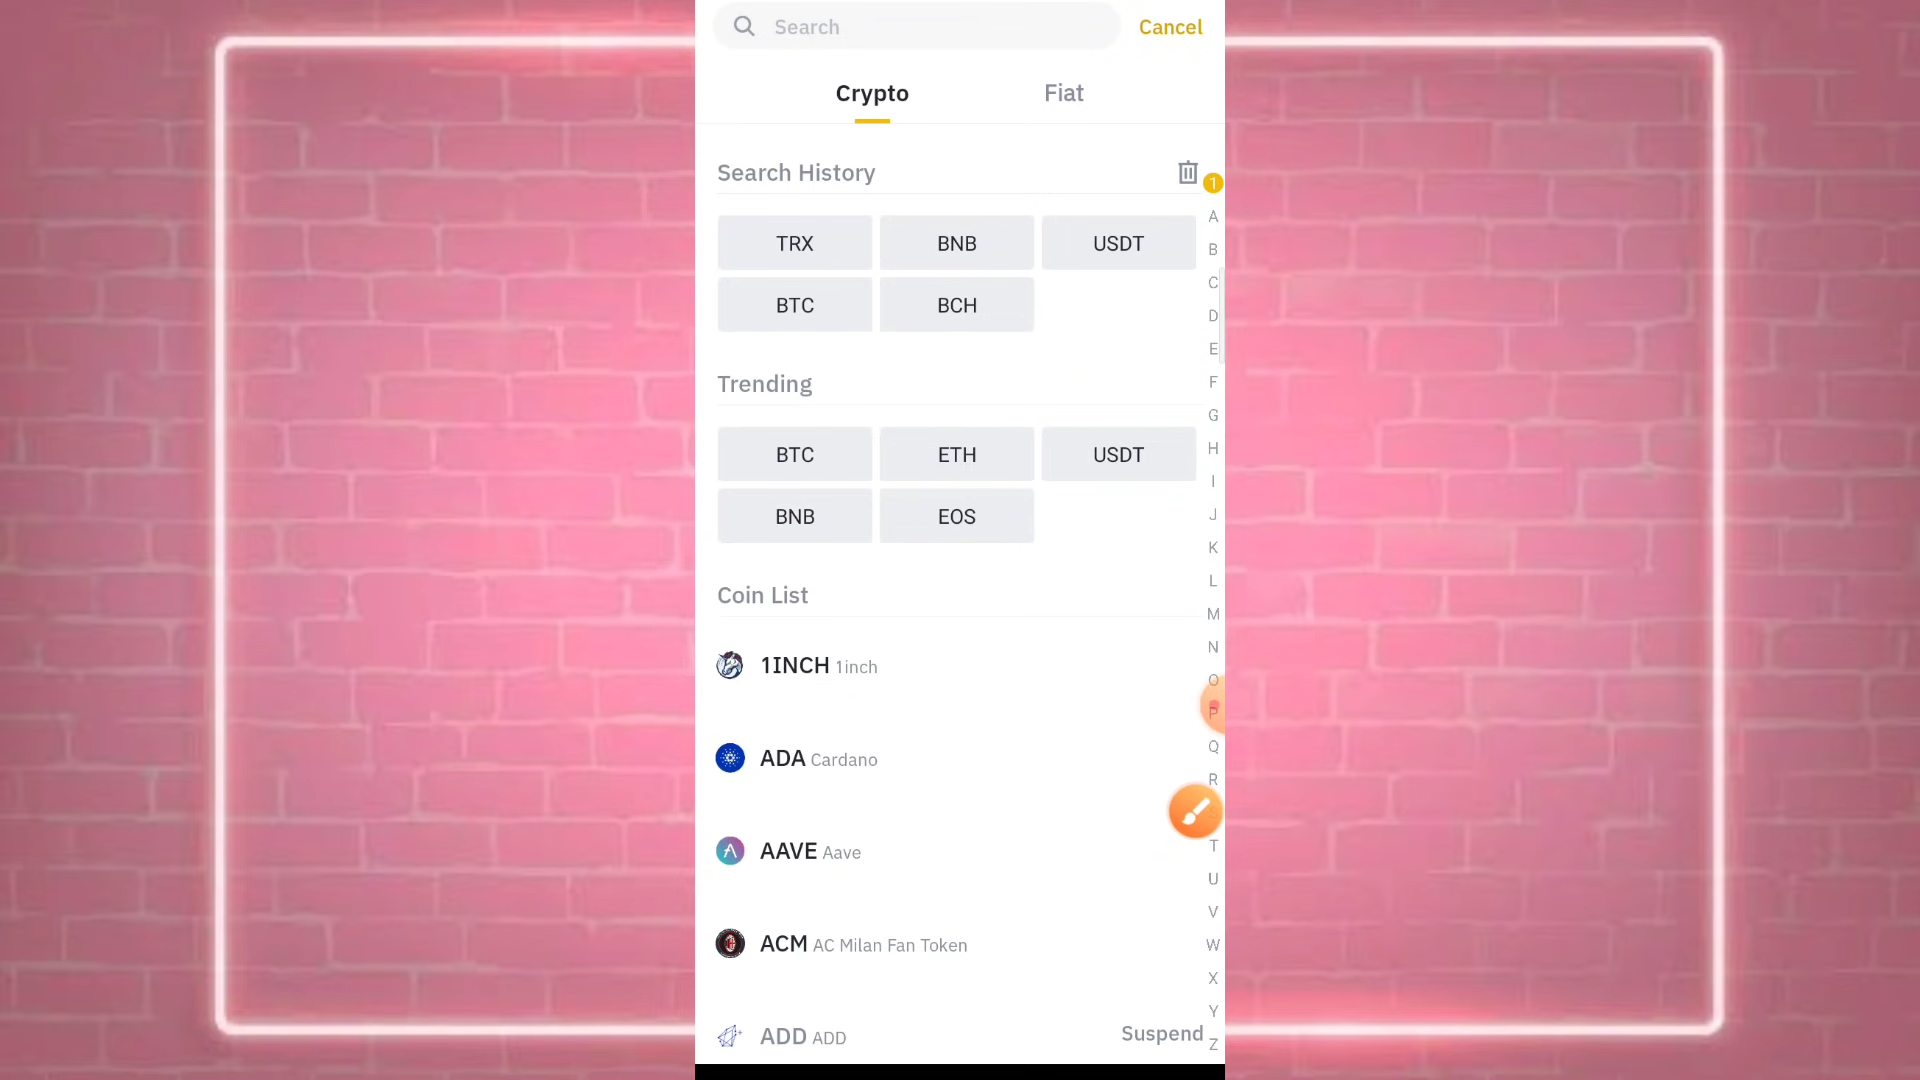 Search Cancel
Crypto Fiat
Search History
1
TRX BNB USDT
BTC BCH
Trending
BTC ETH USDT
BNB EOS
Coin List
1INCH 1inch
ADA Cardano
AAVE Aave
ACM AC Milan Fan Token
ADD ADD Suspend
A
B
C
D
E
F
G
H
I
J
K
L
M
N
O
P
Q
R
T
U
V
W
X
Y
Z